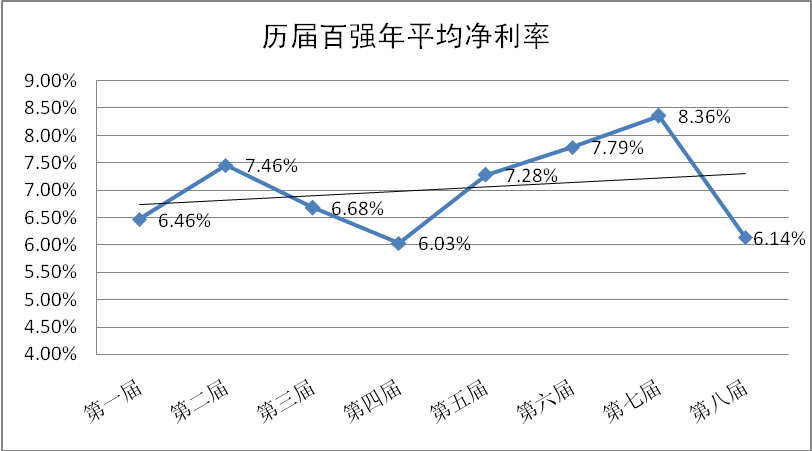 历届百强年平均净利率
9.00%
8.50%
8.00%
7.50%
7.00%
6.50%
6.00%
5.50%
5.00%
4.50%
4.00%
6.46%
7.46%
6.68%
6.03%
7.28%
7.79%
8.36%
6.14%
第一届
第二届
第三届
第四届
第五届
第六届
第七届
第八届